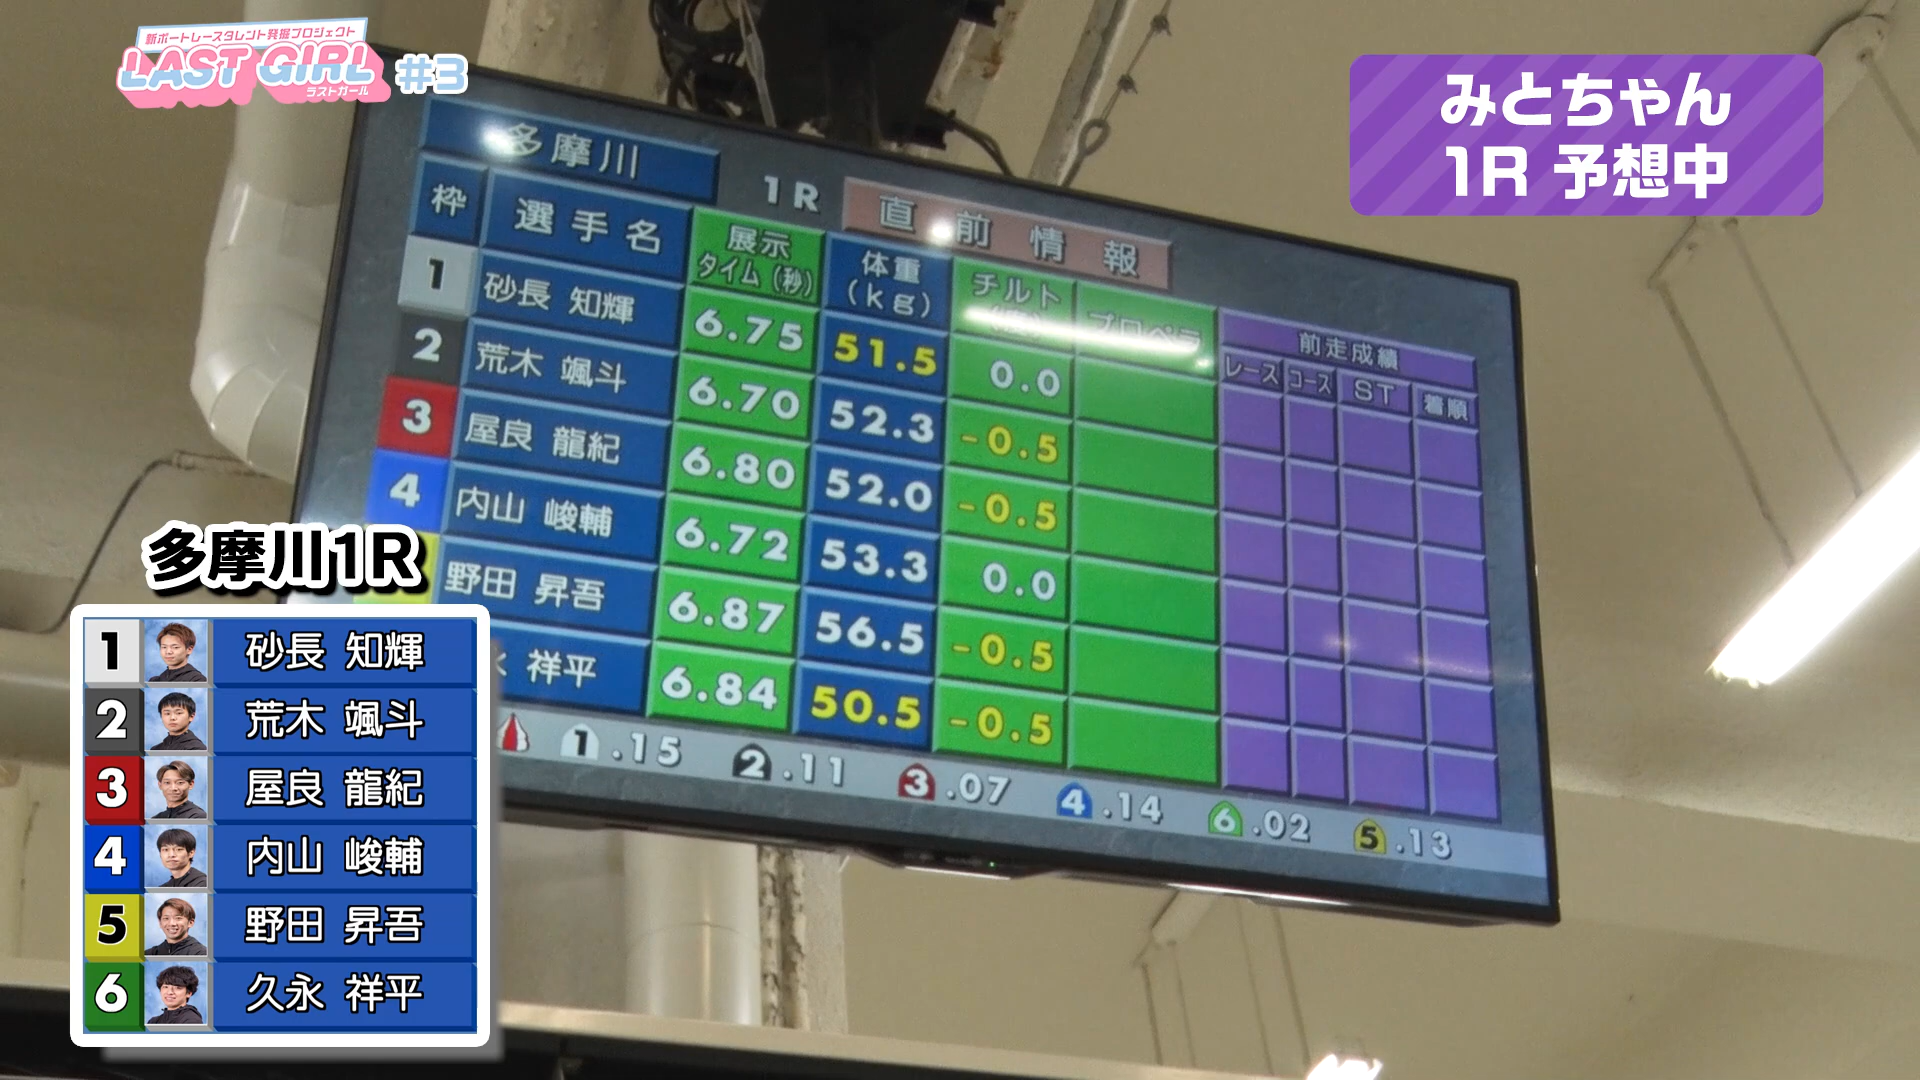 新ボートレースタレント発掘プロジェクト
LAST GIRL #3
ラストガール
みとちゃん
1R 予想中
多摩川 1R 直前情報
枠 選手名 展示タイム(秒) 体重(kg) チルト プロペラ 前走成績
レース コース ST 着順
1 砂長 知輝 6.75 51.5 0.0
2 荒木 颯斗 6.70 52.3 -0.5
3 屋良 龍紀 6.80 52.0 -0.5
4 内山 峻輔 6.72 53.3 0.0
野田 昇吾 6.87 56.5 -0.5
永 祥平 6.84 50.5 -0.5
1 .15 2 .11 3 .07 4 .14 6 .02 5 .13
多摩川1R
1 砂長 知輝
2 荒木 颯斗
3 屋良 龍紀
4 内山 峻輔
5 野田 昇吾
6 久永 祥平